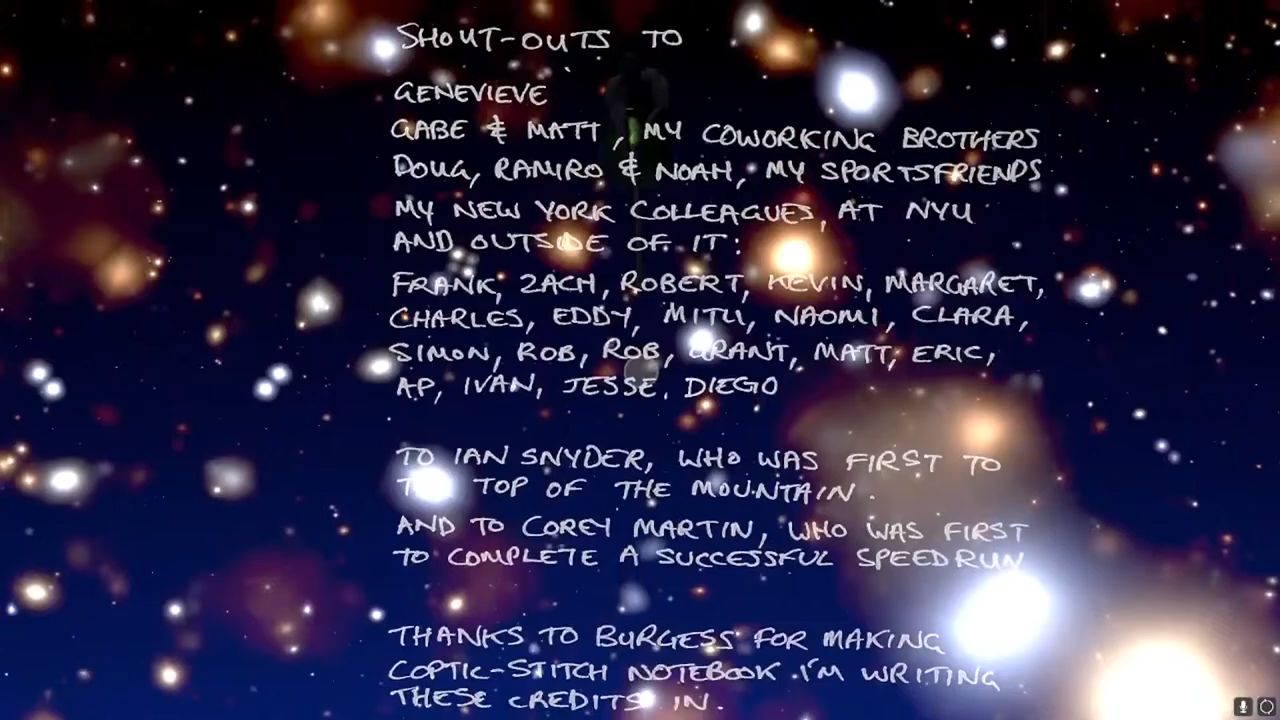 SHOUT-OUTS TO
GENEVIEVE
GABE & MATT, MY COWORKING BROTHERS
DOUG, RAMIRO & NOAH, MY SPORTSFRIENDS
MY NEW YORK COLLEAGUES, AT NYU
AND OUTSIDE OF IT:
FRANK, ZACH, ROBERT, KEVIN, MARGARET,
CHARLES, EDDY, MITU, NAOMI, CLARA,
SIMON, ROB, ROB, GRANT, MATT, ERIC,
AP, IVAN, JESSE, DIEGO
TO IAN SNYDER, WHO WAS FIRST TO
THE TOP OF THE MOUNTAIN.
AND TO COREY MARTIN, WHO WAS FIRST
TO COMPLETE A SUCCESSFUL SPEEDRUN
THANKS TO BURGESS FOR MAKING
COPTIC-STITCH NOTEBOOK I'M WRITING
THESE CREDITS IN.